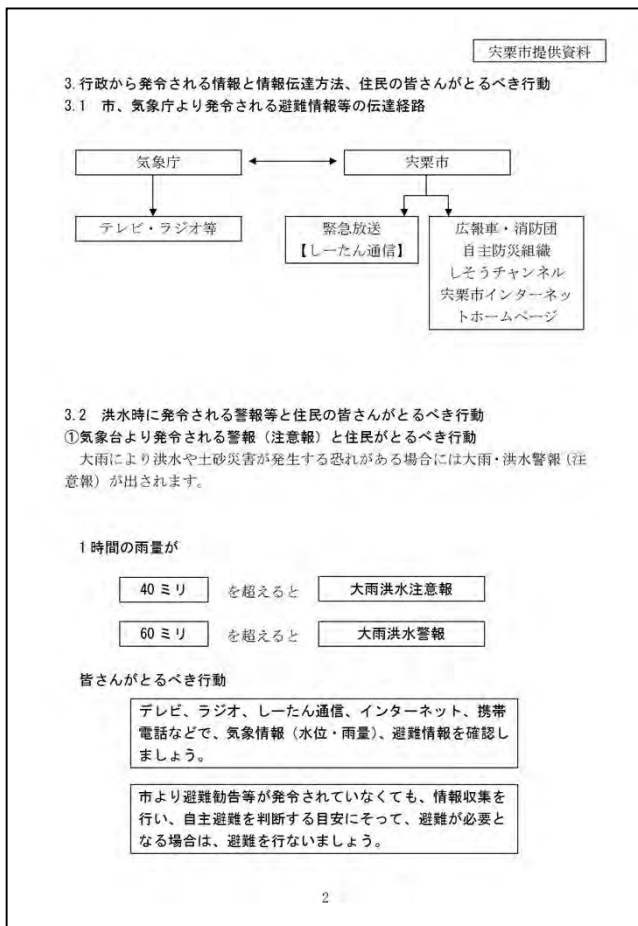 宍粟市提供資料
3.行政から発令される情報と情報伝達方法、住民の皆さんがとるべき行動
3.1 市、気象庁より発令される避難情報等の伝達経路
気象庁
宍粟市
テレビ・ラジオ等
緊急放送
【しーたん通信】
広報車・消防団
自主防災組織
しそうチャンネル
宍粟市インターネッ
トホームページ
3.2 洪水時に発令される警報等と住民の皆さんがとるべき行動
①気象台より発令される警報（注意報）と住民がとるべき行動
大雨により洪水や土砂災害が発生する恐れがある場合には大雨・洪水警報（注
意報）が出されます。
1時間の雨量が
40ミリ を超えると 大雨洪水注意報
60ミリ を超えると 大雨洪水警報
皆さんがとるべき行動
テレビ、ラジオ、しーたん通信、インターネット、携帯
電話などで、気象情報（水位・雨量）、避難情報を確認し
ましょう。
市より避難勧告等が発令されていなくても、情報収集を
行い、自主避難を判断する目安にそって、避難が必要と
なる場合は、避難を行ないましょう。
2